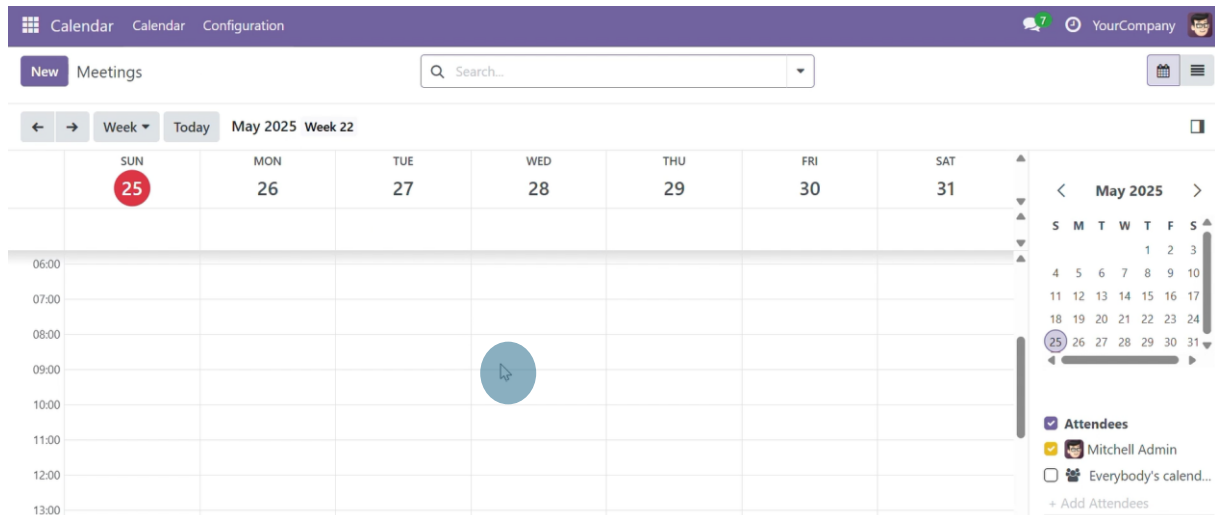 Calendar Calendar Configuration 7 YourCompany
New Meetings Search...
Week Today May 2025 Week 22
SUN MON TUE WED THU FRI SAT
25 26 27 28 29 30 31
06:00
07:00
08:00
09:00
10:00
11:00
12:00
13:00
May 2025
S M T W T F S
1 2 3
4 5 6 7 8 9 10
11 12 13 14 15 16 17
18 19 20 21 22 23 24
25 26 27 28 29 30 31
Attendees
Mitchell Admin
Everybody's calend...
+ Add Attendees